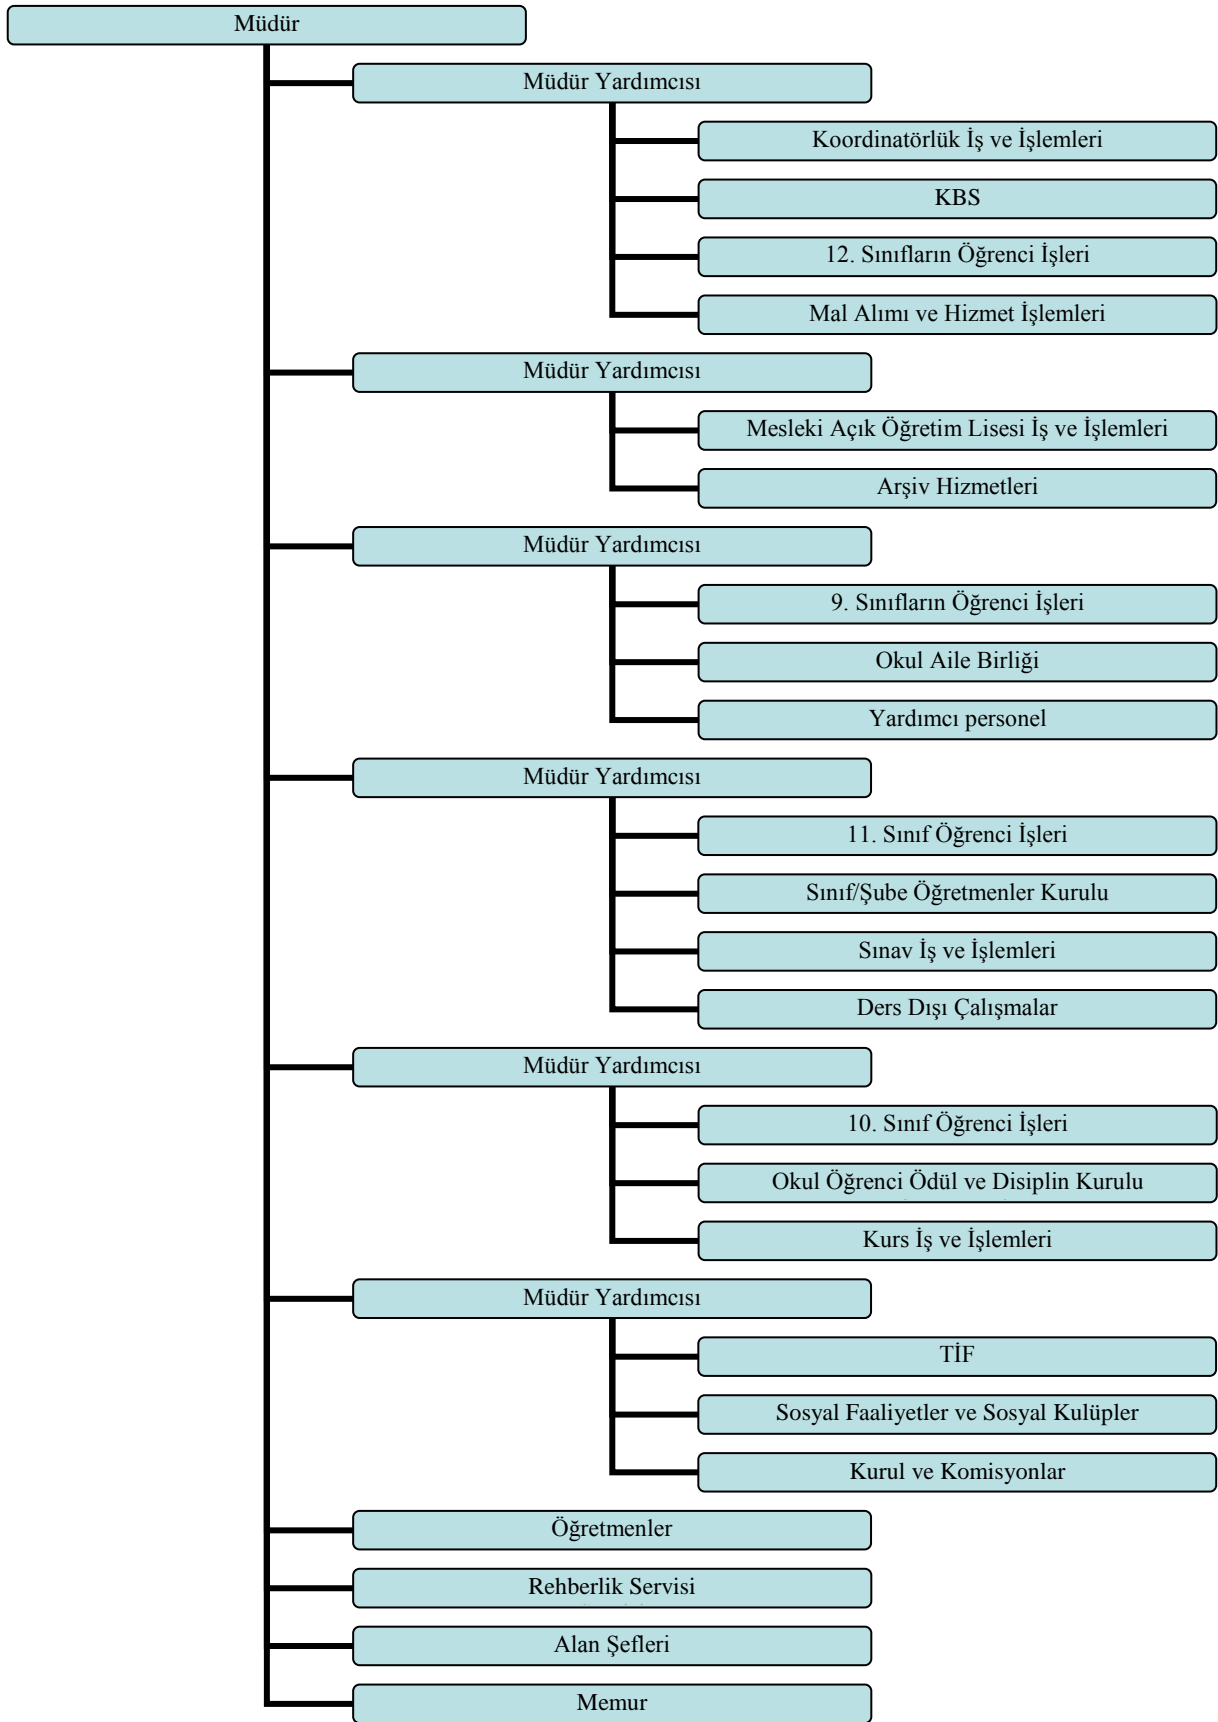 Müdür
Müdür Yardımcısı
Koordinatörlük İş ve İşlemleri
KBS
12. Sınıfların Öğrenci İşleri
Mal Alımı ve Hizmet İşlemleri
Müdür Yardımcısı
Mesleki Açık Öğretim Lisesi İş ve İşlemleri
Arşiv Hizmetleri
Müdür Yardımcısı
9. Sınıfların Öğrenci İşleri
Okul Aile Birliği
Yardımcı personel
Müdür Yardımcısı
11. Sınıf Öğrenci İşleri
Sınıf/Şube Öğretmenler Kurulu
Sınav İş ve İşlemleri
Ders Dışı Çalışmalar
Müdür Yardımcısı
10. Sınıf Öğrenci İşleri
Okul Öğrenci Ödül ve Disiplin Kurulu
Kurs İş ve İşlemleri
Müdür Yardımcısı
TİF
Sosyal Faaliyetler ve Sosyal Kulüpler
Kurul ve Komisyonlar
Öğretmenler
Rehberlik Servisi
Alan Şefleri
Memur